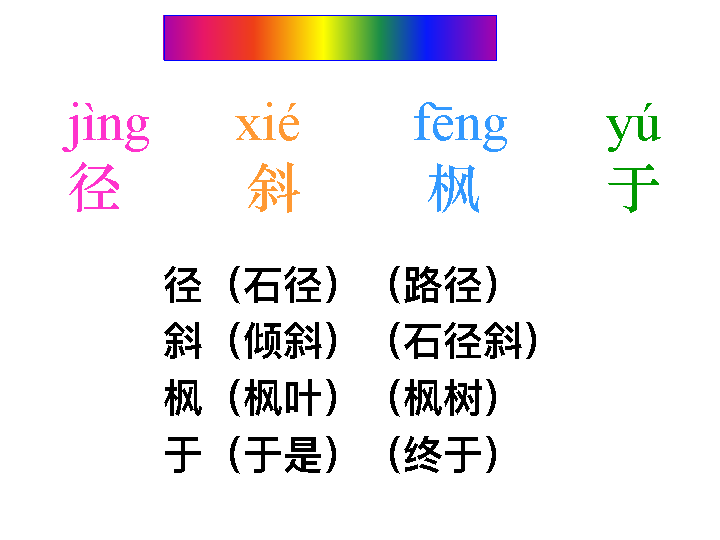 jìng xié fēng yú
径 斜 枫 于
径（石径）（路径）
斜（倾斜）（石径斜）
枫（枫叶）（枫树）
于（于是）（终于）